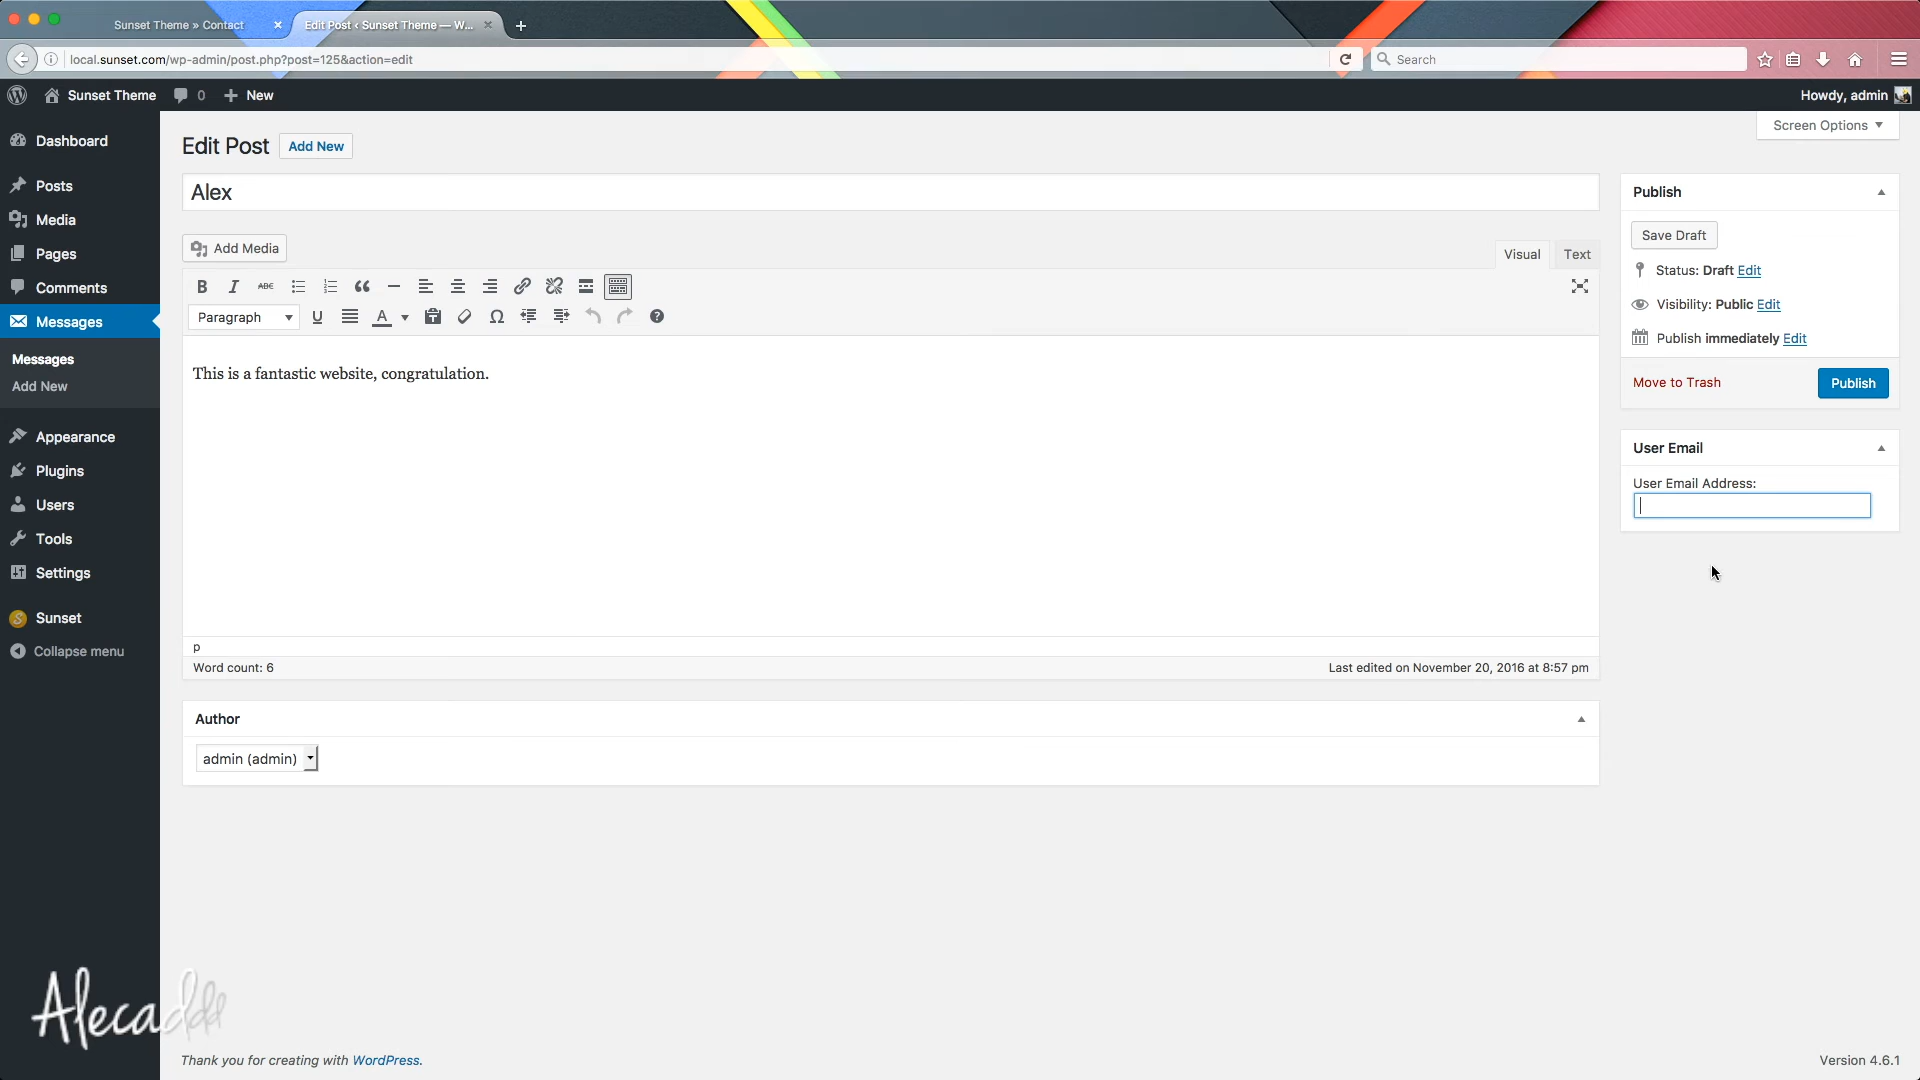 Sunset Theme » Contact
Edit Post ‹ Sunset Theme — W...
local.sunset.com/wp-admin/post.php?post=125&action=edit
Search
Sunset Theme
0
New
Howdy, admin
Screen Options
Dashboard
Posts
Media
Pages
Comments
Messages
Messages
Add New
Appearance
Plugins
Users
Tools
Settings
Sunset
Collapse menu
Edit Post
Add New
Alex
Add Media
Visual
Text
B I ABC
Paragraph
U
A
Ω
This is a fantastic website, congratulation.
p
Word count: 6
Last edited on November 20, 2016 at 8:57 pm
Author
admin (admin)
Publish
Save Draft
Status: Draft Edit
Visibility: Public Edit
Publish immediately Edit
Move to Trash
Publish
User Email
User Email Address:
Alecaddd
Thank you for creating with WordPress.
Version 4.6.1